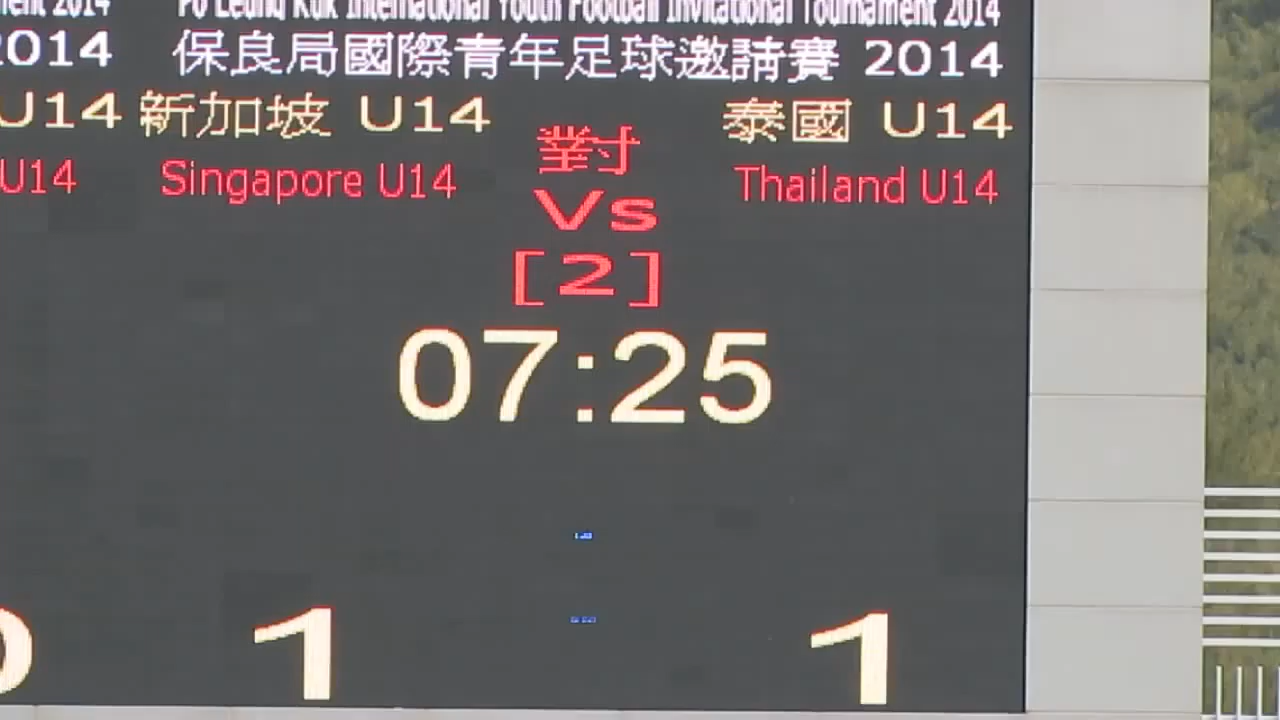 ment 2014 Po Leung Kuk International Youth Football Invitational Tournament 2014
2014 保良局國際青年足球邀請賽 2014
U14 新加坡 U14 對 泰國 U14
U14 Singapore U14 Vs Thailand U14
[2]
07:25
1 1